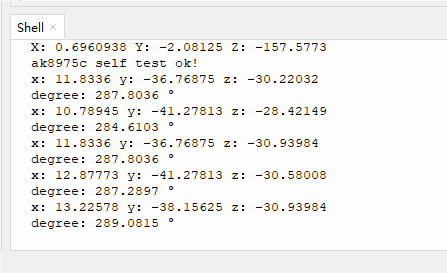 Shell ×
X: 0.6960938 Y: -2.08125 Z: -157.5773
ak8975c self test ok!
x: 11.8336 y: -36.76875 z: -30.22032
degree: 287.8036 °
x: 10.78945 y: -41.27813 z: -28.42149
degree: 284.6103 °
x: 11.8336 y: -36.76875 z: -30.93984
degree: 287.8036 °
x: 12.87773 y: -41.27813 z: -30.58008
degree: 287.2897 °
x: 13.22578 y: -38.15625 z: -30.93984
degree: 289.0815 °